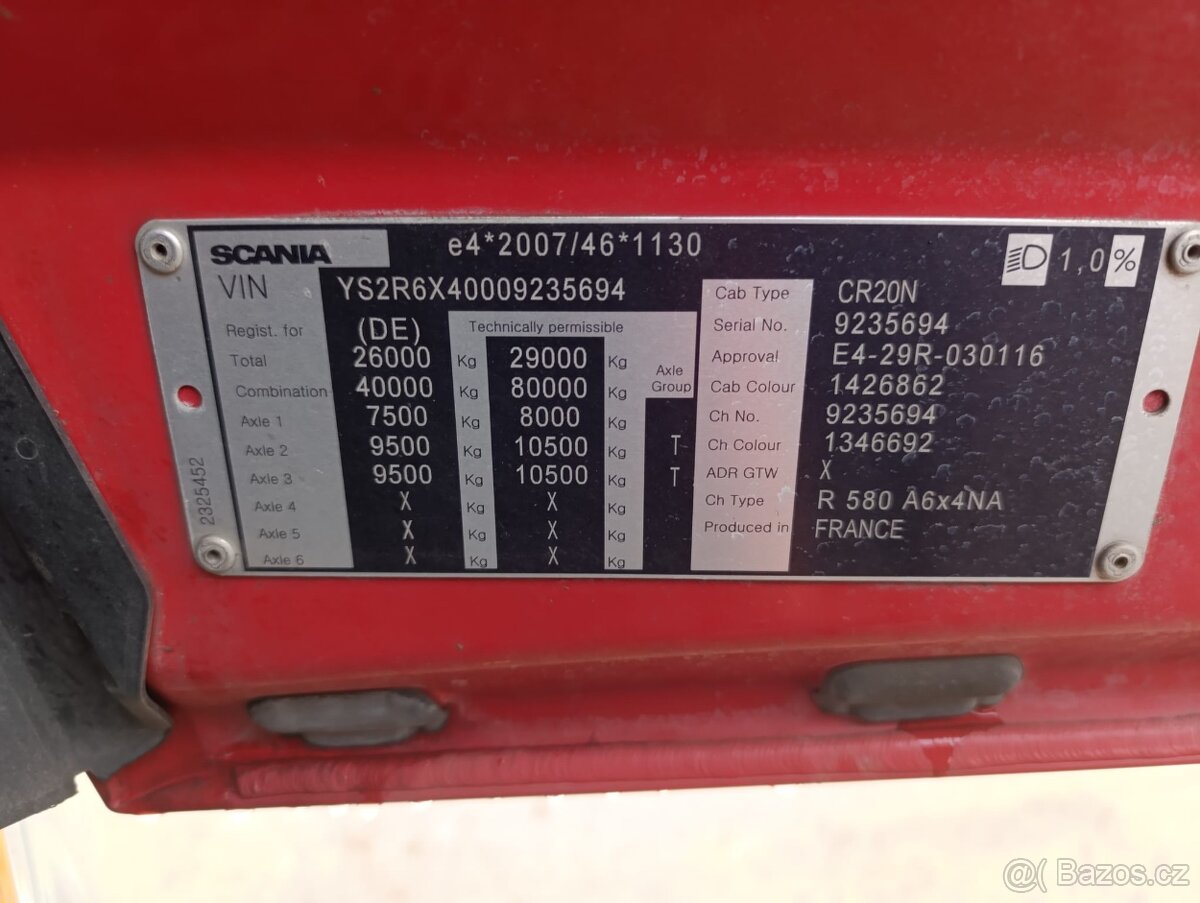 SCANIA e4*2007/46*1130 1,0 %
VIN YS2R6X40009235694
Regist. for (DE) Technically permissible
Total 26000 Kg 29000 Kg Axle Group
Combination 40000 Kg 80000 Kg
Axle 1 7500 Kg 8000 Kg
Axle 2 9500 Kg 10500 Kg T
Axle 3 9500 Kg 10500 Kg T
Axle 4 X Kg X Kg
Axle 5 X Kg X Kg
Axle 6 X Kg X Kg
Cab Type CR20N
Serial No. 9235694
Approval E4-29R-030116
Cab Colour 1426862
Ch No. 9235694
Ch Colour 1346692
ADR GTW X
Ch Type R 580 A6x4NA
Produced in FRANCE
2325452
@ Bazos.cz